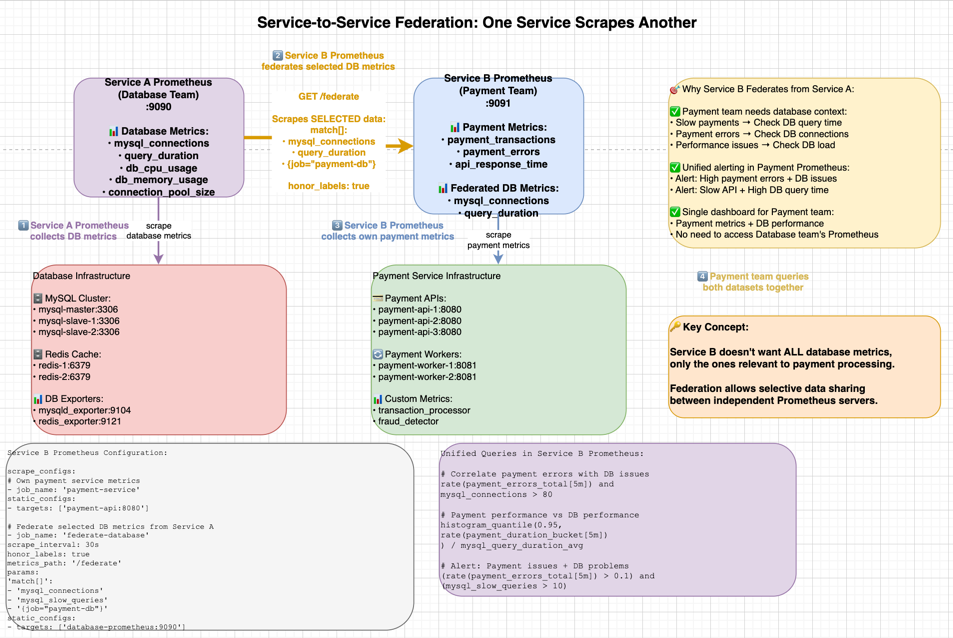 Service-to-Service Federation: One Service Scrapes Another
Service A Prometheus
(Database Team)
:9090
📊 Database Metrics:
• mysql_connections
• query_duration
• db_cpu_usage
• db_memory_usage
• connection_pool_size
2️⃣ Service B Prometheus
federates selected DB metrics
GET /federate
Scrapes SELECTED data:
match[]:
• mysql_connections
• query_duration
• {job="payment-db"}
honor_labels: true
Service B Prometheus
(Payment Team)
:9091
📊 Payment Metrics:
• payment_transactions
• payment_errors
• api_response_time
📊 Federated DB Metrics:
• mysql_connections
• query_duration
🎯 Why Service B Federates from Service A:
✅ Payment team needs database context:
• Slow payments → Check DB query time
• Payment errors → Check DB connections
• Performance issues → Check DB load
✅ Unified alerting in Payment Prometheus:
• Alert: High payment errors + DB issues
• Alert: Slow API + High DB query time
✅ Single dashboard for Payment team:
• Payment metrics + DB performance
• No need to access Database team's Prometheus
1️⃣ Service A Prometheus
collects DB metrics
scrape
database metrics
3️⃣ Service B Prometheus
collects own payment metrics
scrape
payment metrics
Database Infrastructure
🗄️ MySQL Cluster:
• mysql-master:3306
• mysql-slave-1:3306
• mysql-slave-2:3306
🗄️ Redis Cache:
• redis-1:6379
• redis-2:6379
📊 DB Exporters:
• mysqld_exporter:9104
• redis_exporter:9121
Payment Service Infrastructure
💳 Payment APIs:
• payment-api-1:8080
• payment-api-2:8080
• payment-api-3:8080
🔄 Payment Workers:
• payment-worker-1:8081
• payment-worker-2:8081
📊 Custom Metrics:
• transaction_processor
• fraud_detector
4️⃣ Payment team queries
both datasets together
🔑 Key Concept:
Service B doesn't want ALL database metrics,
only the ones relevant to payment processing.
Federation allows selective data sharing
between independent Prometheus servers.
Service B Prometheus Configuration:
scrape_configs:
# Own payment service metrics
- job_name: 'payment-service'
static_configs:
- targets: ['payment-api:8080']
# Federate selected DB metrics from Service A
- job_name: 'federate-database'
scrape_interval: 30s
honor_labels: true
metrics_path: '/federate'
params:
'match[]':
- 'mysql_connections'
- 'mysql_slow_queries'
- '{job="payment-db"}'
static_configs:
- targets: ['database-prometheus:9090']
Unified Queries in Service B Prometheus:
# Correlate payment errors with DB issues
rate(payment_errors_total[5m]) and
mysql_connections > 80
# Payment performance vs DB performance
histogram_quantile(0.95,
rate(payment_duration_bucket[5m])
) / mysql_query_duration_avg
# Alert: Payment issues + DB problems
(rate(payment_errors_total[5m]) > 0.1) and
(mysql_slow_queries > 10)